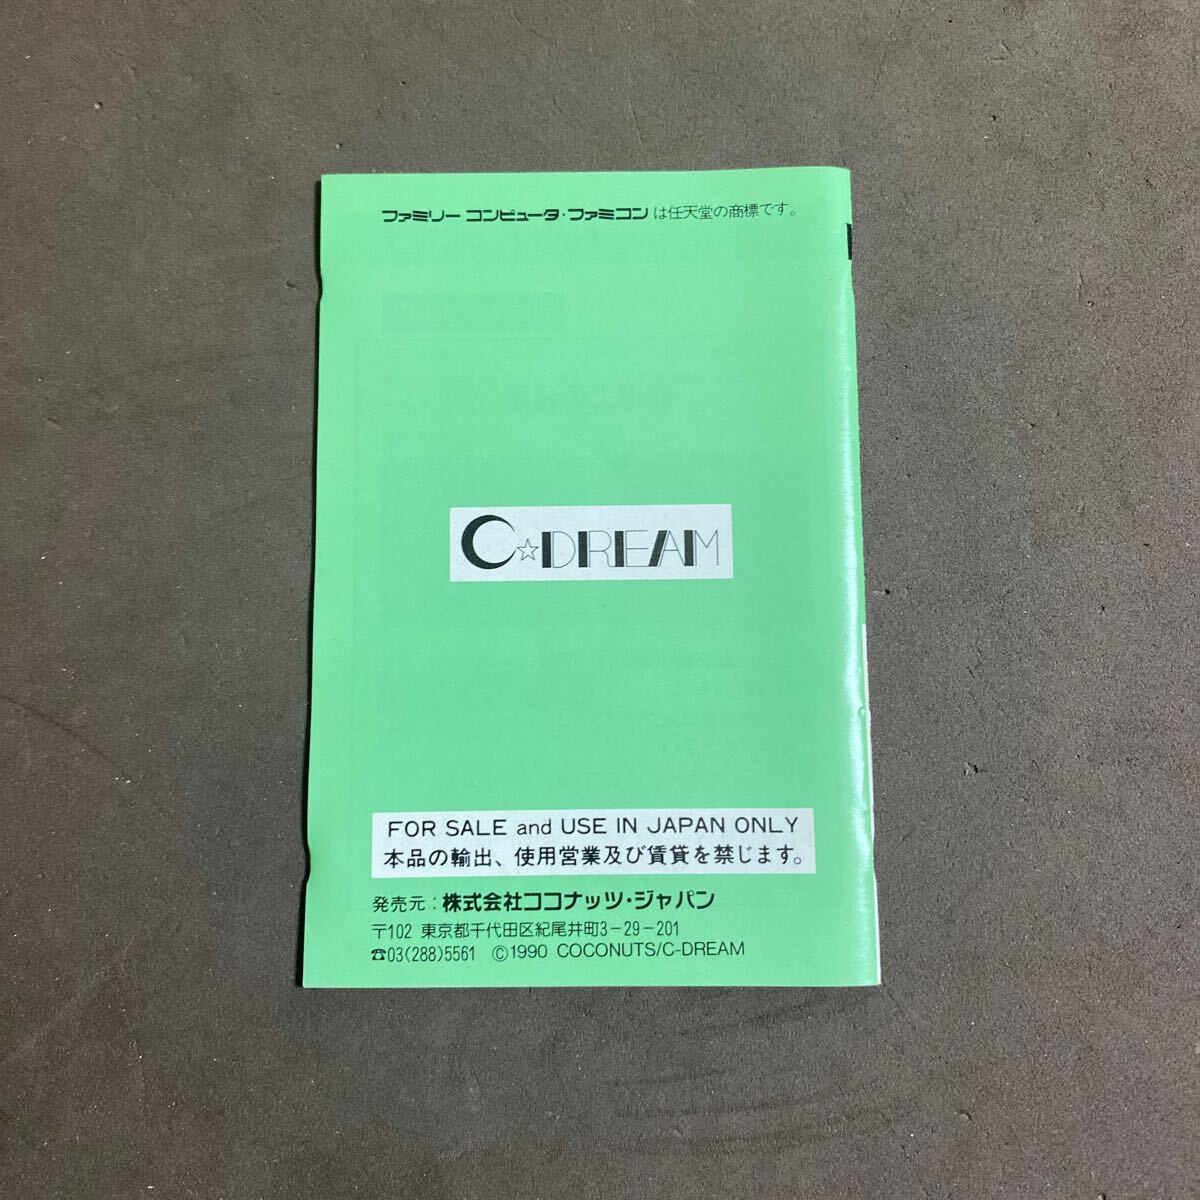 ファミリー コンピュータ・ファミコン は任天堂の商標です。
C☆DREAM
FOR SALE and USE IN JAPAN ONLY
本品の輸出、使用営業及び賃貸を禁じます。
発売元：株式会社ココナッツ・ジャパン
〒102 東京都千代田区紀尾井町3−29−201
☎03(288)5561 ©1990 COCONUTS/C-DREAM